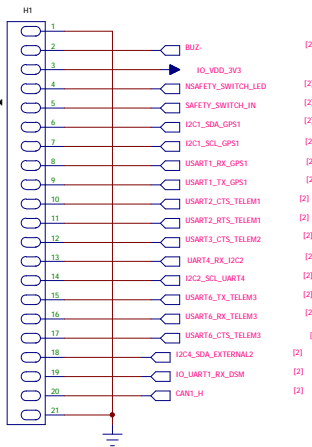 H1
1
2 BUZ- [2
3 IO_VDD_3V3
4 NSAFETY_SWITCH_LED [2]
5 SAFETY_SWITCH_IN [2
6 I2C1_SDA_GPS1 [2]
7 I2C1_SCL_GPS1 [2
8 USART1_RX_GPS1 [2
9 USART1_TX_GPS1 [2
10 USART2_CTS_TELEM1 [2]
11 USART2_RTS_TELEM1 [2]
12 USART3_CTS_TELEM2 [2]
13 UART4_RX_I2C2 [2
14 I2C2_SCL_UART4 [2]
15 USART6_TX_TELEM3 [2]
16 USART6_RX_TELEM3 [2
17 USART6_CTS_TELEM3 [
18 I2C4_SDA_EXTERNAL2 [2]
19 IO_UART1_RX_DSM [2]
20 CAN1_H [2]
21